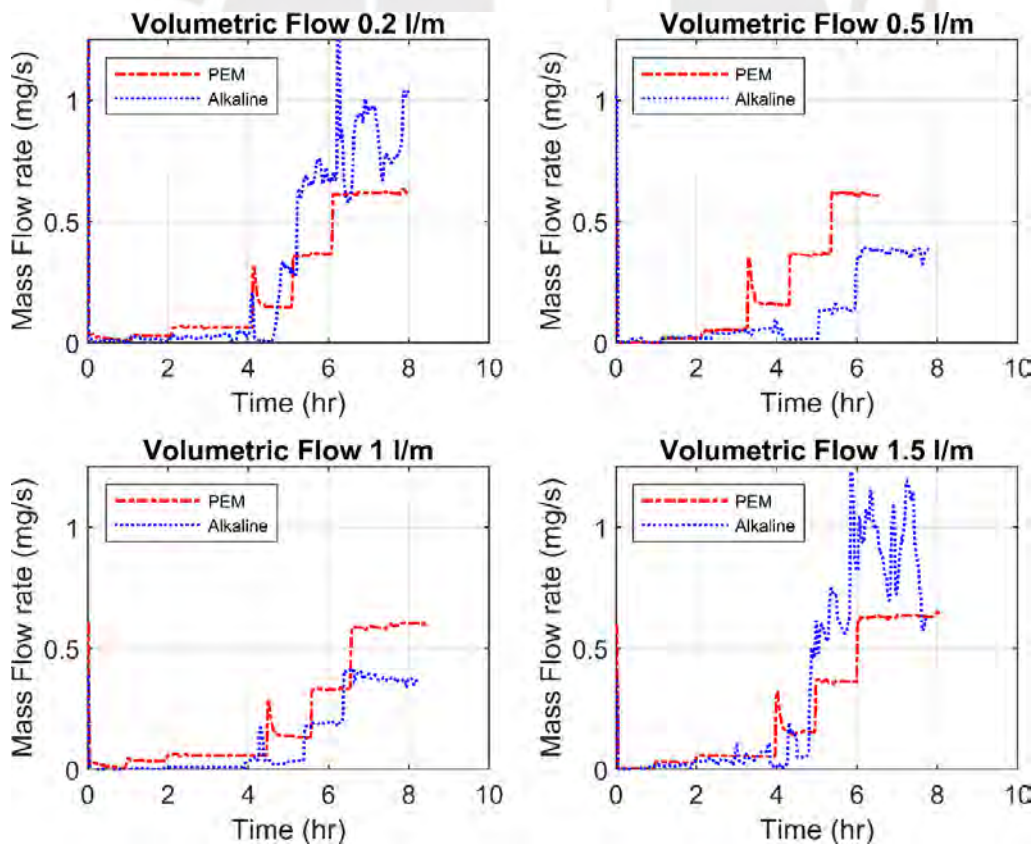 Volumetric Flow 0.2 l/m
PEM
Alkaline
Mass Flow rate (mg/s)
1
0.5
0
0 2 4 6 8 10
Time (hr)
Volumetric Flow 0.5 l/m
PEM
Alkaline
Mass Flow rate (mg/s)
1
0.5
0
0 2 4 6 8 10
Time (hr)
Volumetric Flow 1 l/m
PEM
Alkaline
Mass Flow rate (mg/s)
1
0.5
0
0 2 4 6 8 10
Time (hr)
Volumetric Flow 1.5 l/m
PEM
Alkaline
Mass Flow rate (mg/s)
1
0.5
0
0 2 4 6 8 10
Time (hr)